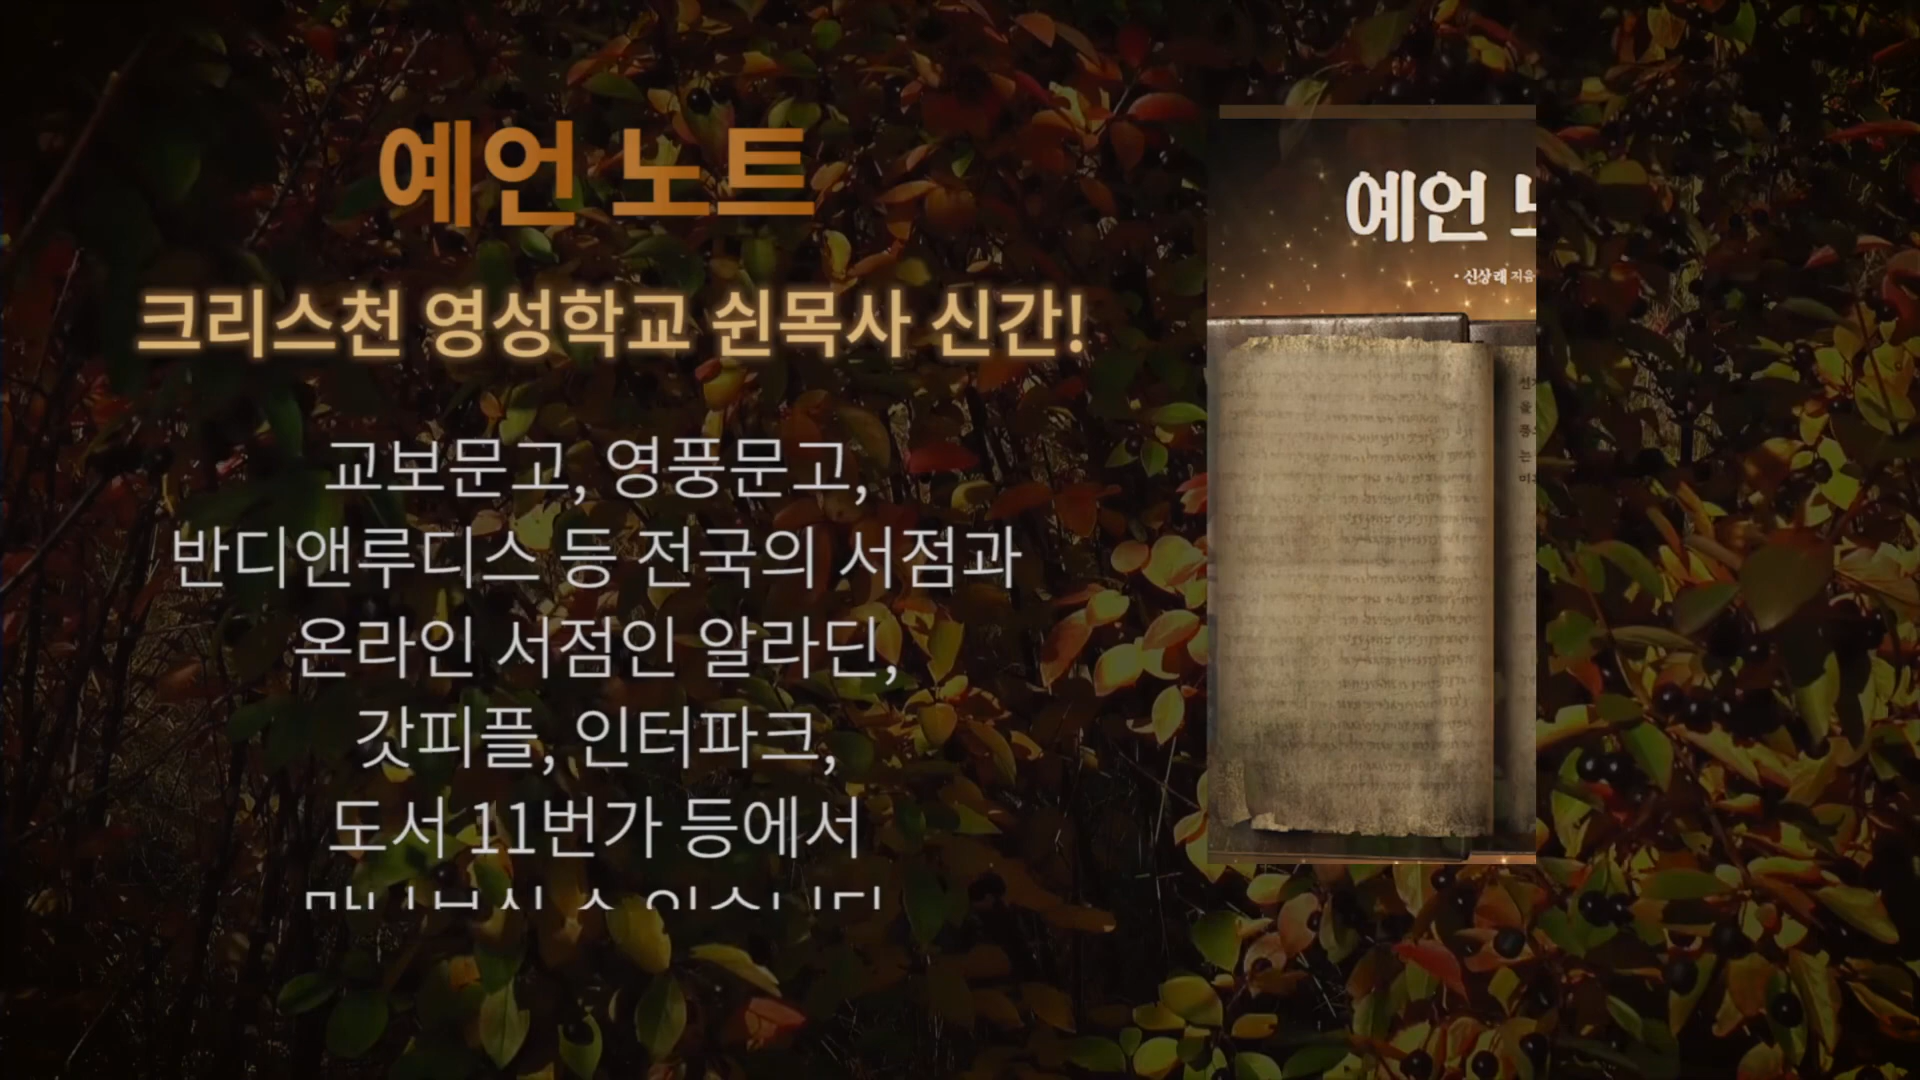 예언 노트
크리스천 영성학교 쉰목사 신간!
교보문고, 영풍문고,
반디앤루디스 등 전국의 서점과
온라인 서점인 알라딘,
갓피플, 인터파크,
도서 11번가 등에서
예언
· 신상래 지음